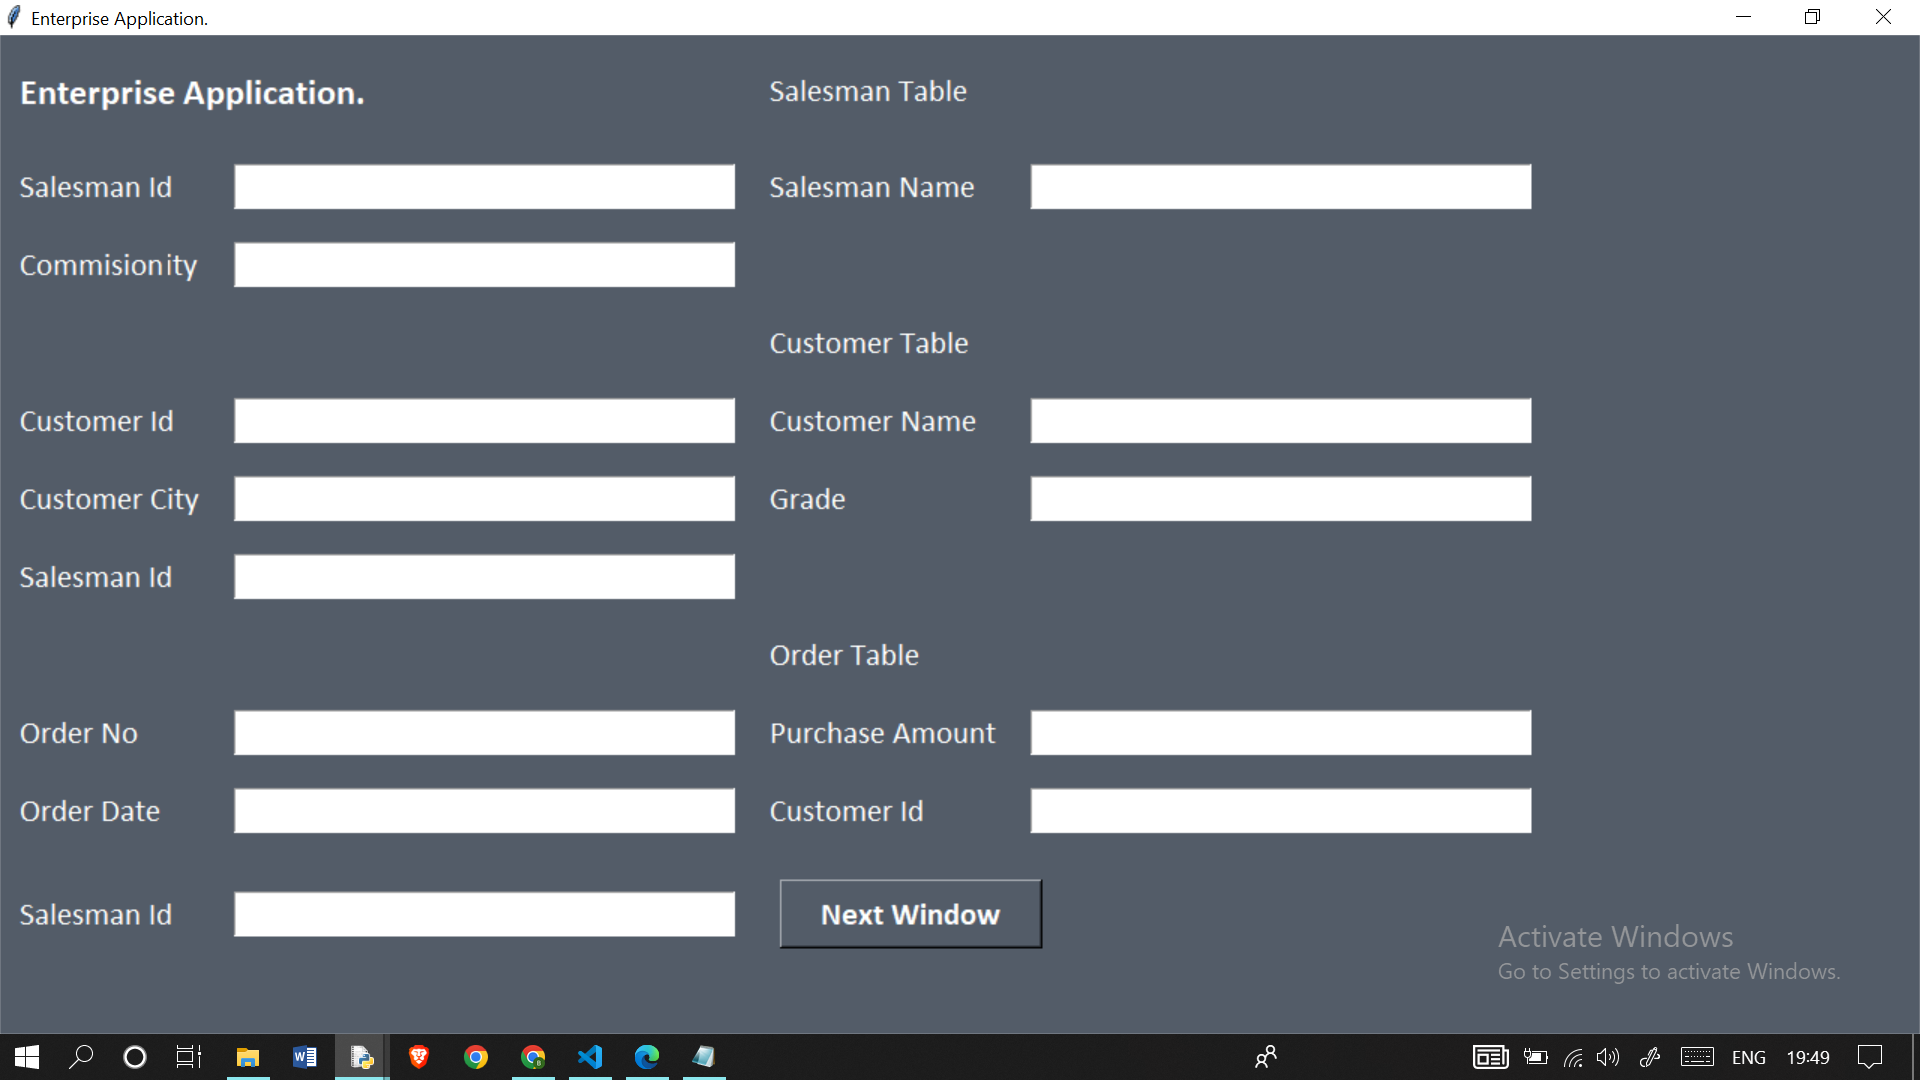 Enterprise Application.
Enterprise Application.
Salesman Table
Salesman Id
Salesman Name
Commisionity
Customer Table
Customer Id
Customer Name
Customer City
Grade
Salesman Id
Order Table
Order No
Purchase Amount
Order Date
Customer Id
Salesman Id
Next Window
Activate Windows
Go to Settings to activate Windows.
ENG
19:49